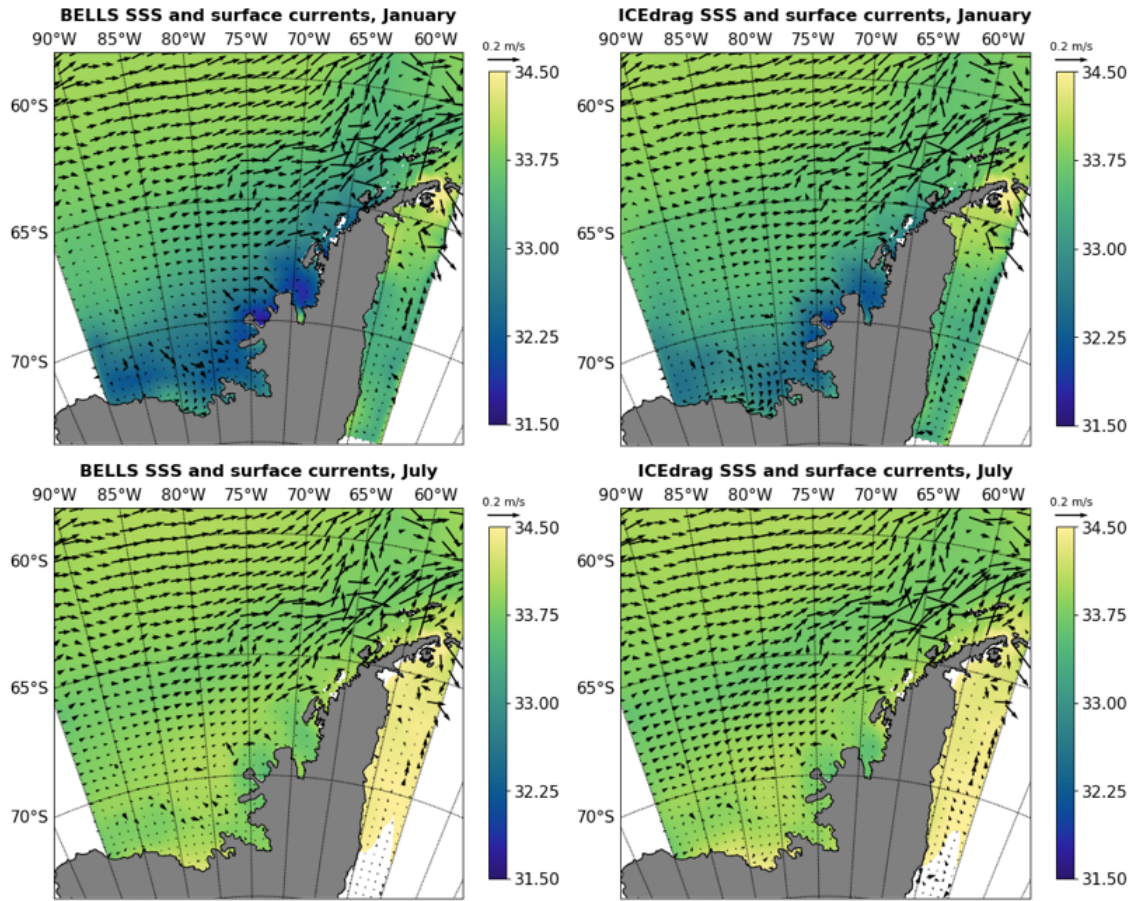 BELLS SSS and surface currents, January
90°W 85°W 80°W 75°W 70°W 65°W 60°W
0.2 m/s
34.50
60°S
33.75
65°S
33.00
70°S
32.25
31.50
ICEdrag SSS and surface currents, January
90°W 85°W 80°W 75°W 70°W 65°W 60°W
0.2 m/s
34.50
60°S
33.75
65°S
33.00
70°S
32.25
31.50
BELLS SSS and surface currents, July
90°W 85°W 80°W 75°W 70°W 65°W 60°W
0.2 m/s
34.50
60°S
33.75
65°S
33.00
70°S
32.25
31.50
ICEdrag SSS and surface currents, July
90°W 85°W 80°W 75°W 70°W 65°W 60°W
0.2 m/s
34.50
60°S
33.75
65°S
33.00
70°S
32.25
31.50